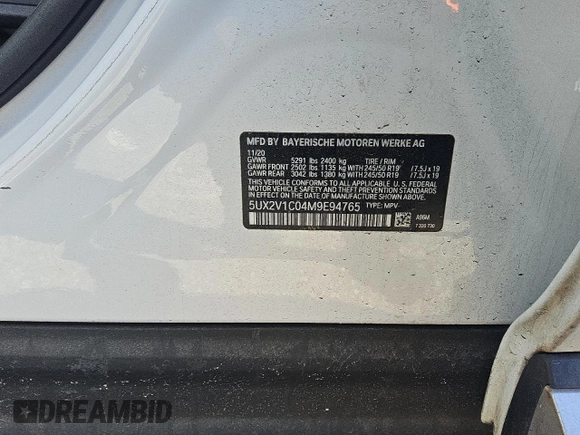 MFD BY BAYERISCHE MOTOREN WERKE AG
11/20
GVWR 5291 lbs 2400 kg TIRE / RIM
GAWR FRONT 2502 lbs 1135 kg 245/50 R19 /7.5J x 19
GAWR REAR 3042 lbs 1380 kg 245/50 R19 /7.5J x 19
THIS VEHICLE CONFORMS TO ALL APPLICABLE U. S. FEDERAL
MOTOR VEHICLE SAFETY AND THEFT PREVENTION STANDARDS
IN EFFECT ON THE DATE OF MANUFACTURE SHOWN ABOVE.
5UX2V1C04M9E94765 TYPE: MPV
DREAMBID